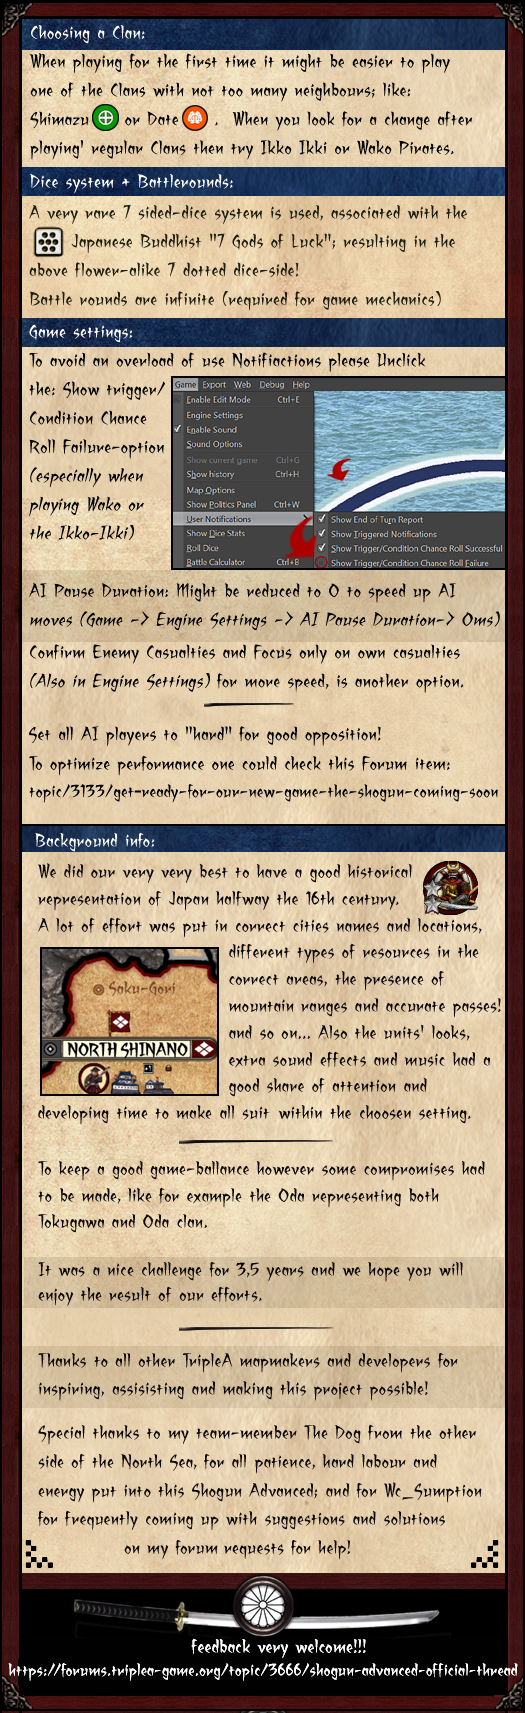 Choosing a Clan:
When playing for the first time it might be easier to play
one of the Clans with not too many neighbours; like:
Shimazu or Date . When you look for a change after
playing' regular Clans then try Ikko Ikki or Wako Pirates.
Dice system + Battlerounds:
A very rare 7 sided-dice system is used, associated with the
Japanese Buddhist "7 Gods of Luck"; resulting in the
above flower-alike 7 dotted dice-side!
Battle rounds are infinite (required for game mechanics)
Game settings:
To avoid an overload of use Notifiactions please Unclick
the: Show trigger/
Condition Chance
Roll Failure-option
(especially when
playing Wako or
the Ikko-Ikki)
Game Export Web Debug Help
Enable Edit Mode Ctrl+E
Engine Settings
Enable Sound
Sound Options
Show current game Ctrl+G
Show history Ctrl+H
Map Options
Show Politics Panel Ctrl+W
User Notifications
Show Dice Stats
Roll Dice
Battle Calculator Ctrl+B
Show End of Turn Report
Show Triggered Notifications
Show Trigger/Condition Chance Roll Successful
Show Trigger/Condition Chance Roll Failure
AI Pause Duration: Might be reduced to 0 to speed up AI
moves (Game -> Engine Settings -> AI Pause Duration-> 0ms)
Confirm Enemy Casualties and Focus only on own casualties
(Also in Engine Settings) for more speed, is another option.
Set all AI players to "hard" for good opposition!
To optimize performance one could check this Forum item:
topic/3133/get-ready-for-our-new-game-the-shogun-coming-soon
Background info:
We did our very very best to have a good historical
representation of Japan halfway the 16th century.
A lot of effort was put in correct cities names and locations,
different types of resources in the
correct areas, the presence of
mountain ranges and accurate passes!
and so on... Also the units' looks,
extra sound effects and music had a
good share of attention and
developing time to make all suit within the choosen setting.
Saku-Gori
NORTH SHINANO
To keep a good game-ballance however some compromises had
to be made, like for example the Oda representing both
Tokugawa and Oda clan.
It was a nice challenge for 3,5 years and we hope you will
enjoy the result of our efforts.
Thanks to all other TripleA mapmakers and developers for
inspiring, assisisting and making this project possible!
Special thanks to my team-member The Dog from the other
side of the North Sea, for all patience, hard labour and
energy put into this Shogun Advanced; and for Wc_Sumption
for frequently coming up with suggestions and solutions
on my forum requests for help!
feedback very welcome!!!
https://forums.triplea-game.org/topic/3666/shogun-advanced-official-thread